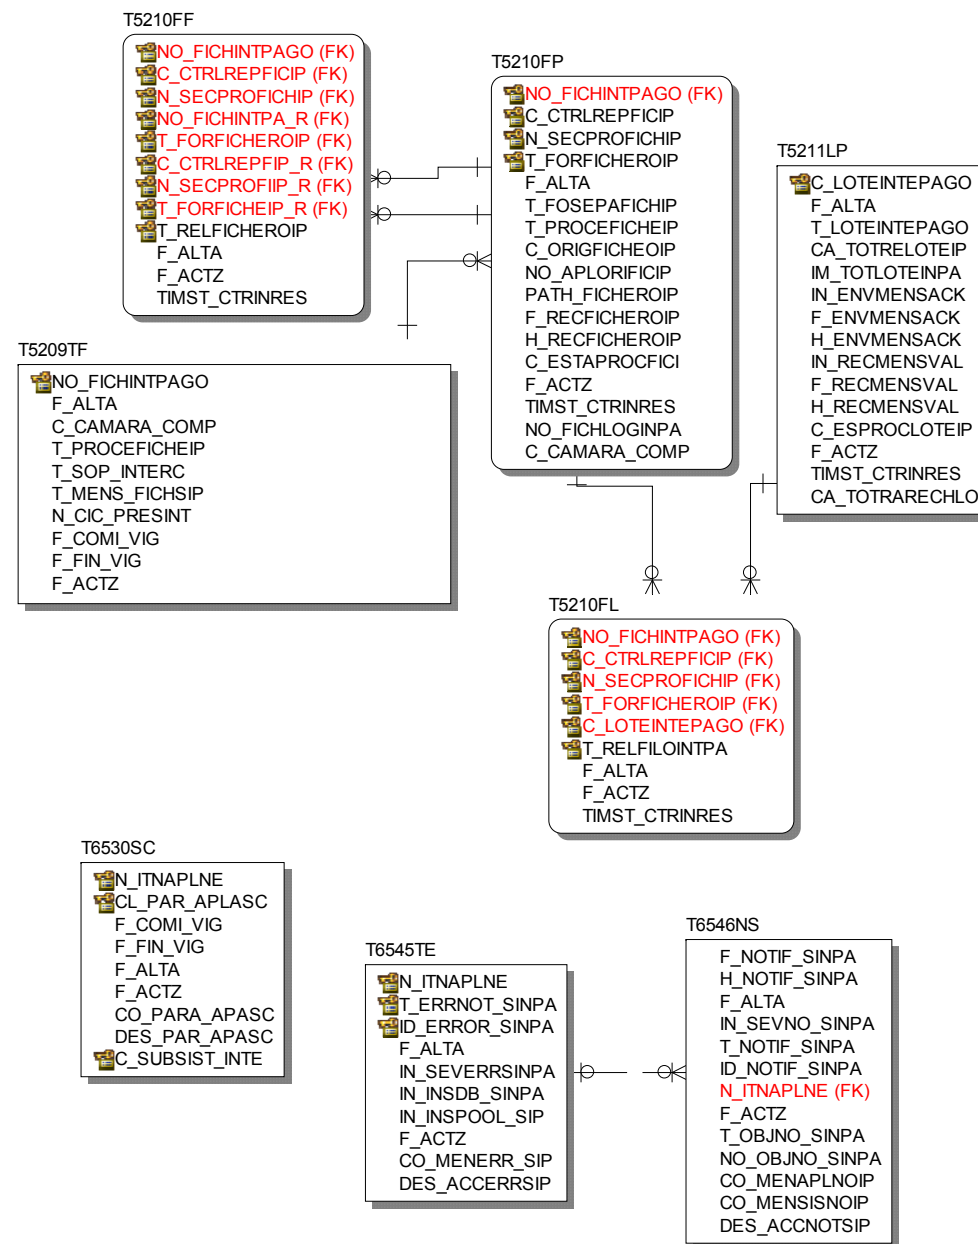 T5210FF
NO_FICHINTPAGO (FK)
C_CTRLREPFICIP (FK)
N_SECPROFICHIP (FK)
NO_FICHINTPA_R (FK)
T_FORFICHEROIP (FK)
C_CTRLREPFIP_R (FK)
N_SECPROFIIP_R (FK)
T_FORFICHEIP_R (FK)
T_RELFICHEROIP
F_ALTA
F_ACTZ
TIMST_CTRINRES
T5210FP
NO_FICHINTPAGO (FK)
C_CTRLREPFICIP
N_SECPROFICHIP
T_FORFICHEROIP
F_ALTA
T_FOSEPAFICHIP
T_PROCEFICHEIP
C_ORIGFICHEOIP
NO_APLORIFICIP
PATH_FICHEROIP
F_RECFICHEROIP
H_RECFICHEROIP
C_ESTAPROCFICI
F_ACTZ
TIMST_CTRINRES
NO_FICHLOGINPA
C_CAMARA_COMP
T5211LP
C_LOTEINTEPAGO
F_ALTA
T_LOTEINTEPAGO
CA_TOTRELOTEIP
IM_TOTLOTEINPA
IN_ENVMENSACK
F_ENVMENSACK
H_ENVMENSACK
IN_RECMENSVAL
F_RECMENSVAL
H_RECMENSVAL
C_ESPROCLOTEIP
F_ACTZ
TIMST_CTRINRES
CA_TOTRARECHLO
T5209TF
NO_FICHINTPAGO
F_ALTA
C_CAMARA_COMP
T_PROCEFICHEIP
T_SOP_INTERC
T_MENS_FICHSIP
N_CIC_PRESINT
F_COMI_VIG
F_FIN_VIG
F_ACTZ
T5210FL
NO_FICHINTPAGO (FK)
C_CTRLREPFICIP (FK)
N_SECPROFICHIP (FK)
T_FORFICHEROIP (FK)
C_LOTEINTEPAGO (FK)
T_RELFILOINTPA
F_ALTA
F_ACTZ
TIMST_CTRINRES
T6530SC
N_ITNAPLNE
CL_PAR_APLASC
F_COMI_VIG
F_FIN_VIG
F_ALTA
F_ACTZ
CO_PARA_APASC
DES_PAR_APASC
C_SUBSIST_INTE
T6545TE
N_ITNAPLNE
T_ERRNOT_SINPA
ID_ERROR_SINPA
F_ALTA
IN_SEVERRSINPA
IN_INSDB_SINPA
IN_INSPOOL_SIP
F_ACTZ
CO_MENERR_SIP
DES_ACCERRSIP
T6546NS
F_NOTIF_SINPA
H_NOTIF_SINPA
F_ALTA
IN_SEVNO_SINPA
T_NOTIF_SINPA
ID_NOTIF_SINPA
N_ITNAPLNE (FK)
F_ACTZ
T_OBJNO_SINPA
NO_OBJNO_SINPA
CO_MENAPLNOIP
CO_MENSISNOIP
DES_ACCNOTSIP